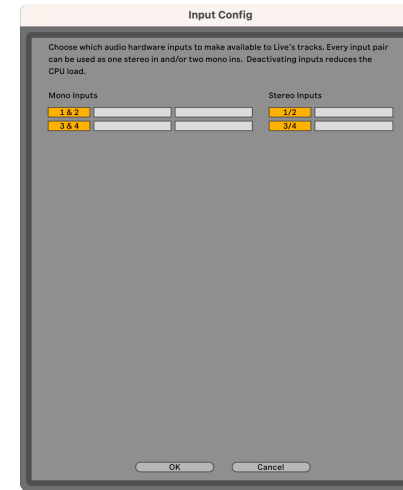 Input Config
Choose which audio hardware inputs to make available to Live's tracks. Every input pair
can be used as one stereo in and/or two mono ins. Deactivating inputs reduces the
CPU load.
Mono Inputs
Stereo Inputs
1 & 2
1/2
3 & 4
3/4
OK
Cancel